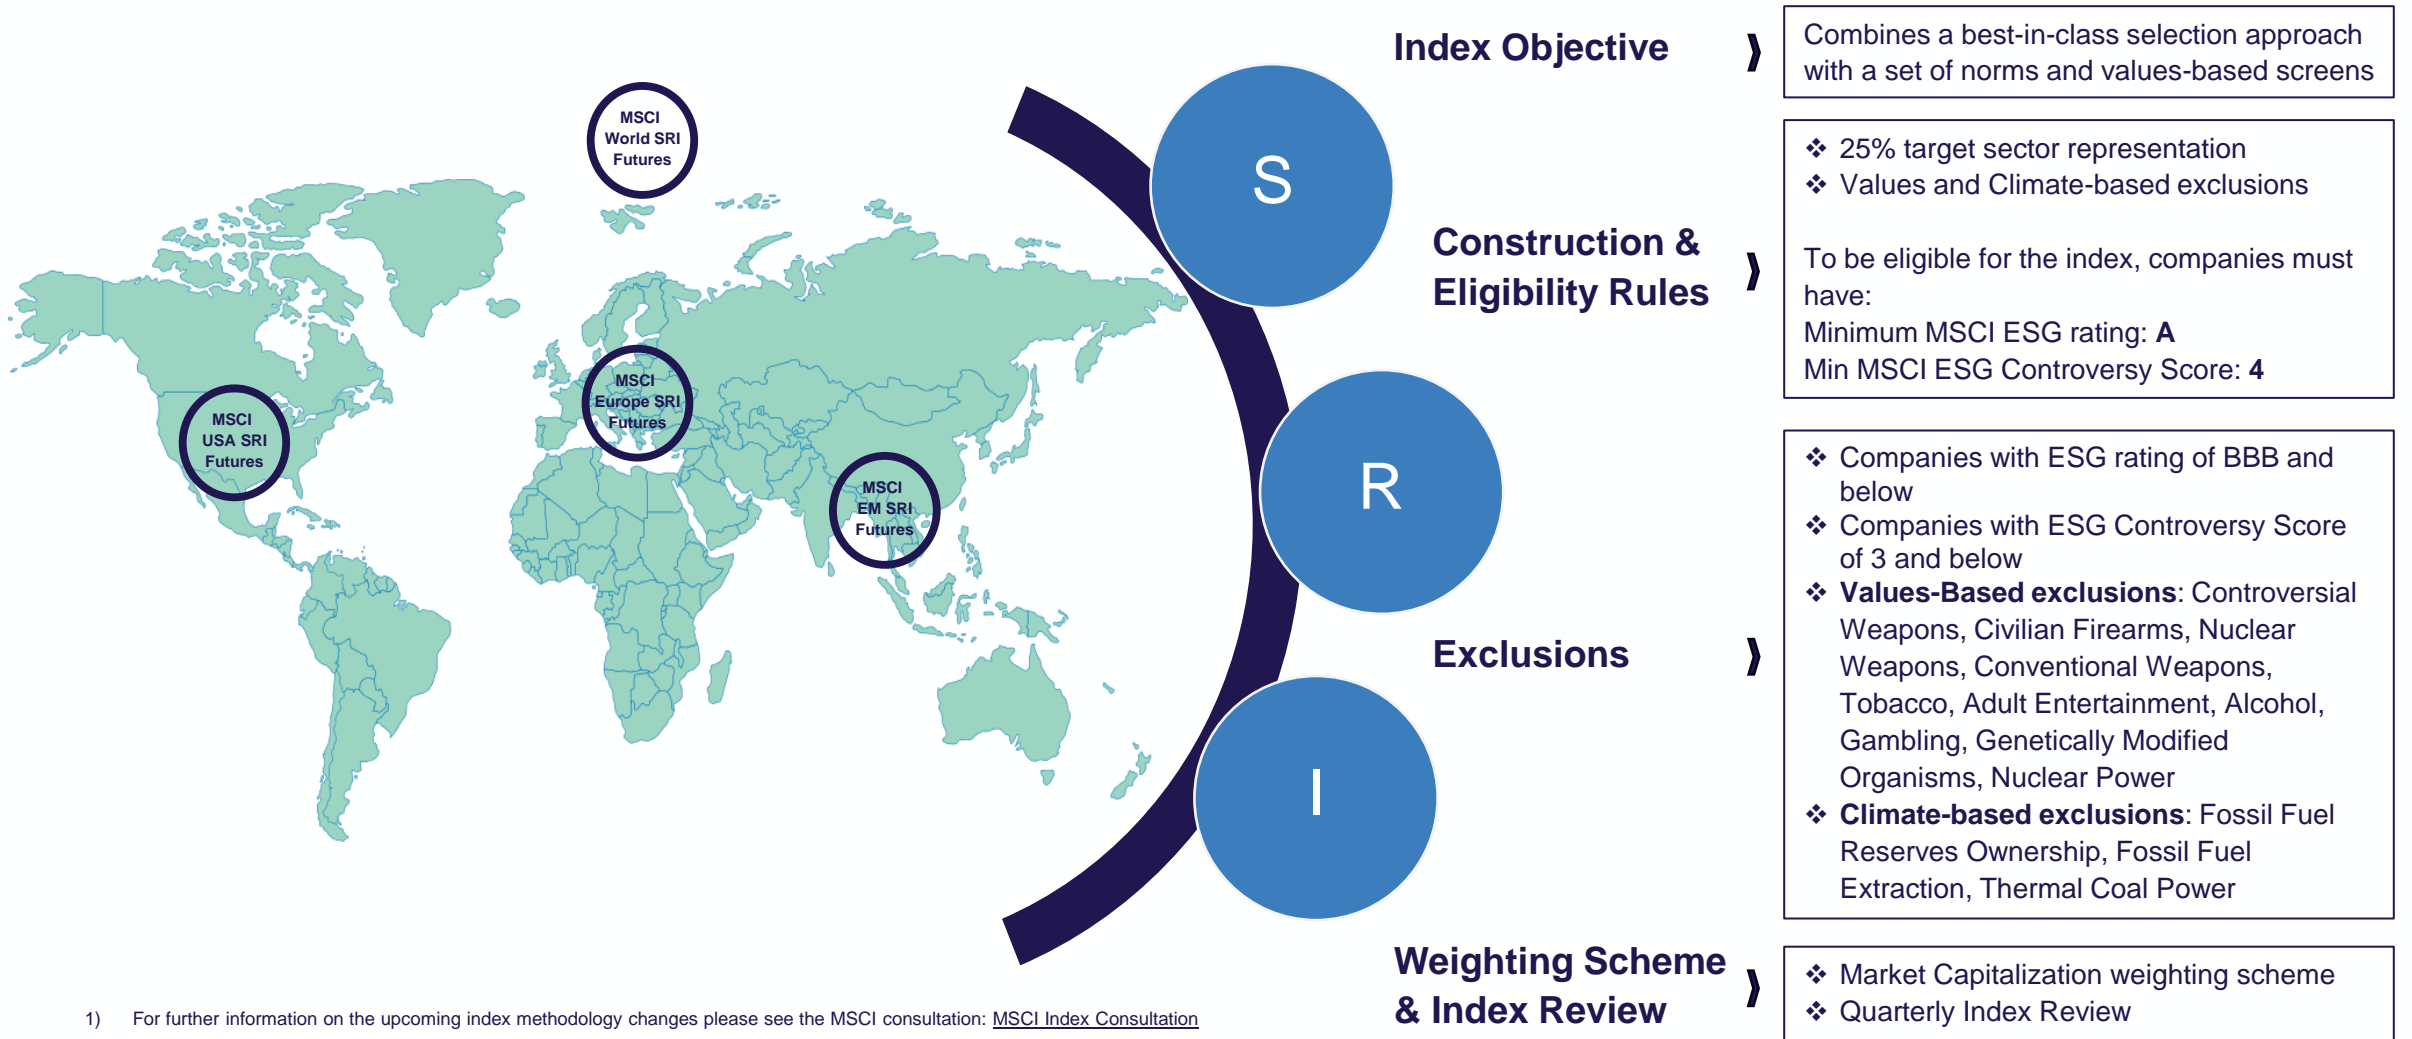 MSCI
World SRI
Futures
MSCI
Europe SRI
Futures
MSCI
USA SRI
Futures
MSCI
EM SRI
Futures
S
R
I
Index Objective
Combines a best-in-class selection approach
with a set of norms and values-based screens
Construction &
Eligibility Rules
❖ 25% target sector representation
❖ Values and Climate-based exclusions
To be eligible for the index, companies must
have:
Minimum MSCI ESG rating: A
Min MSCI ESG Controversy Score: 4
Exclusions
❖ Companies with ESG rating of BBB and
below
❖ Companies with ESG Controversy Score
of 3 and below
❖ Values-Based exclusions: Controversial
Weapons, Civilian Firearms, Nuclear
Weapons, Conventional Weapons,
Tobacco, Adult Entertainment, Alcohol,
Gambling, Genetically Modified
Organisms, Nuclear Power
❖ Climate-based exclusions: Fossil Fuel
Reserves Ownership, Fossil Fuel
Extraction, Thermal Coal Power
Weighting Scheme
& Index Review
❖ Market Capitalization weighting scheme
❖ Quarterly Index Review
1) For further information on the upcoming index methodology changes please see the MSCI consultation: MSCI Index Consultation